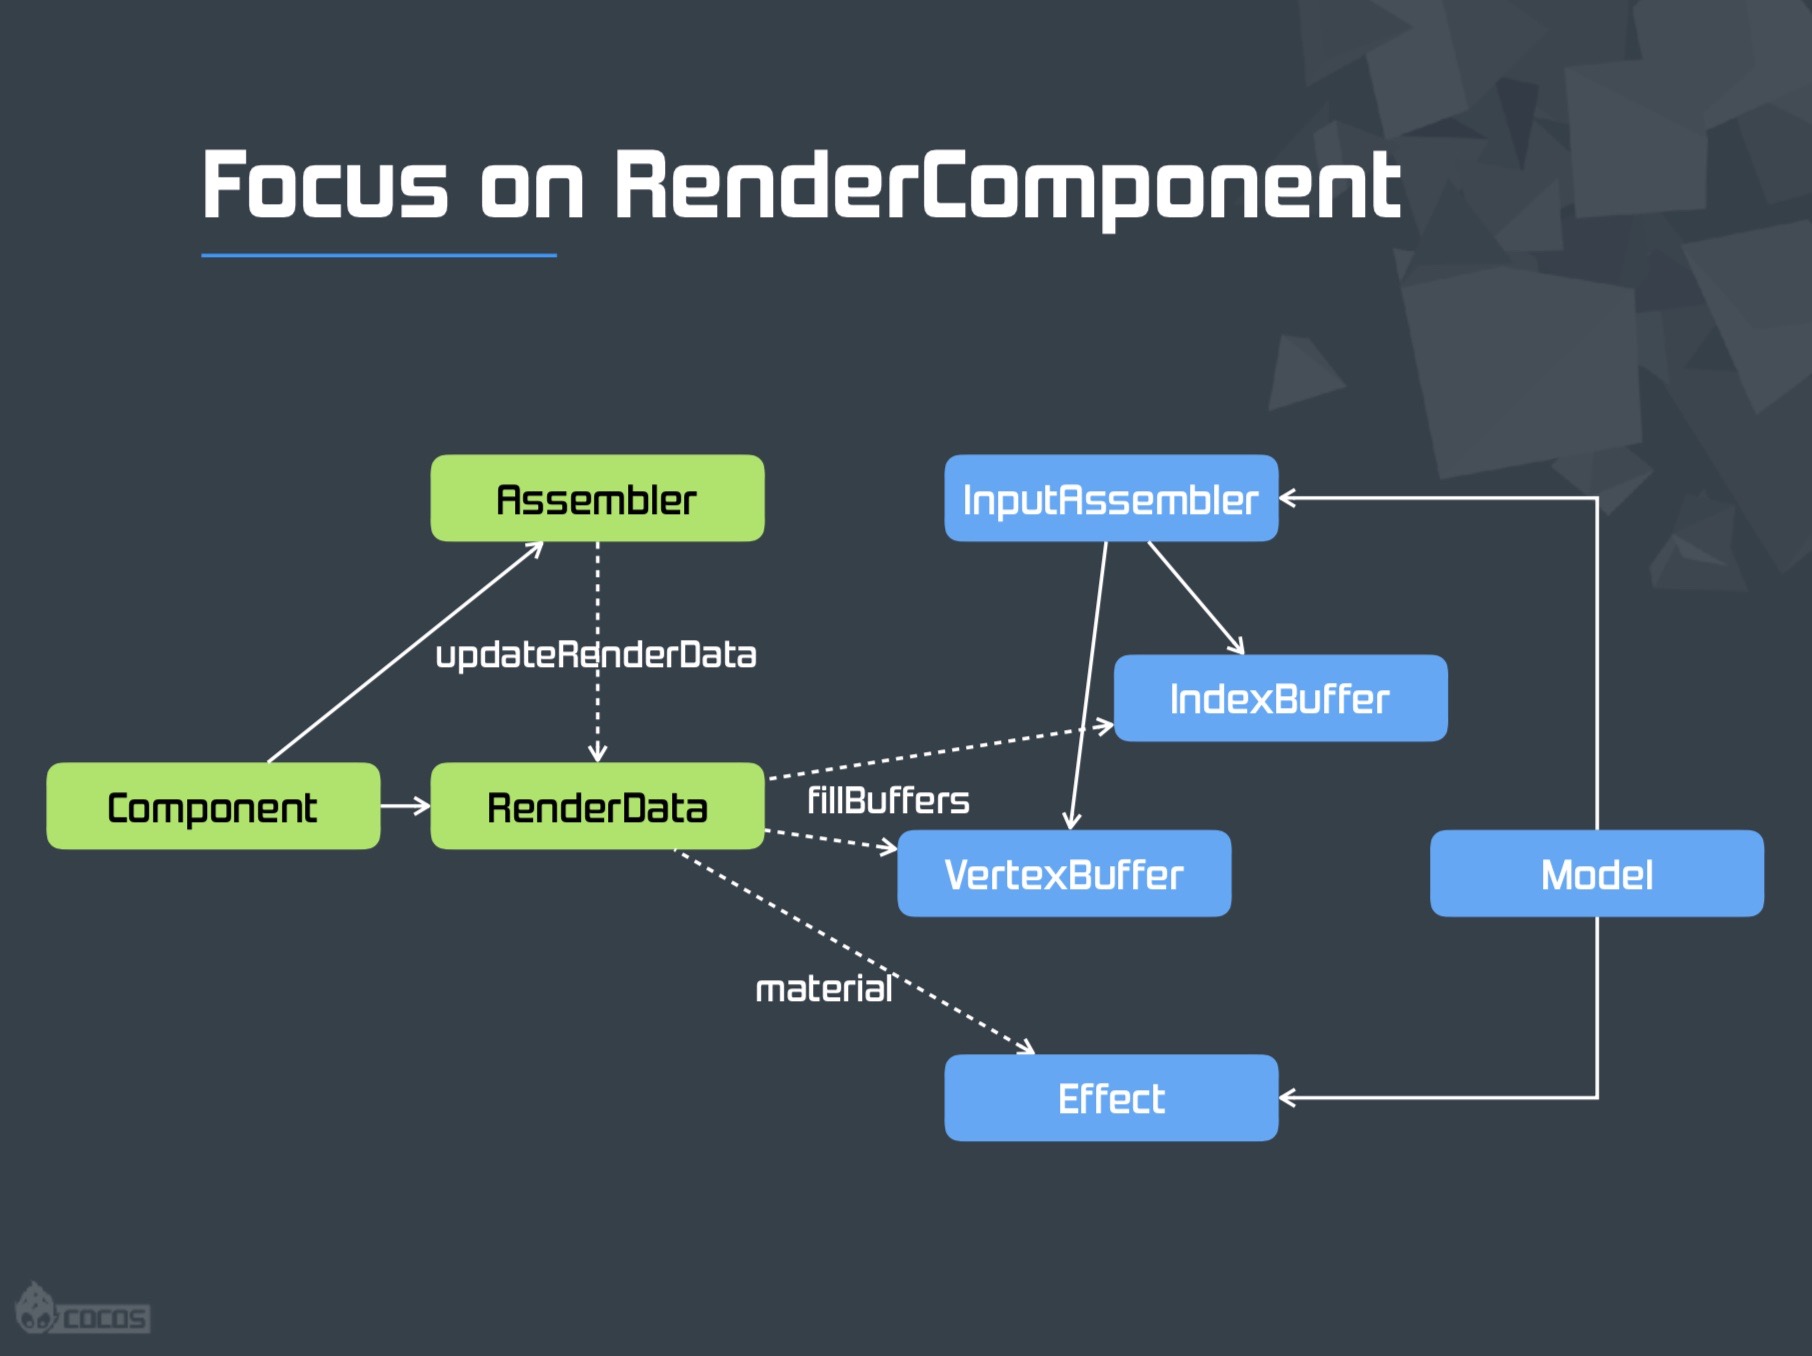 Focus on RenderComponent
Assembler
InputAssembler
updateRenderData
IndexBuffer
Component
RenderData
fillBuffers
VertexBuffer
Model
material
Effect
COCOS